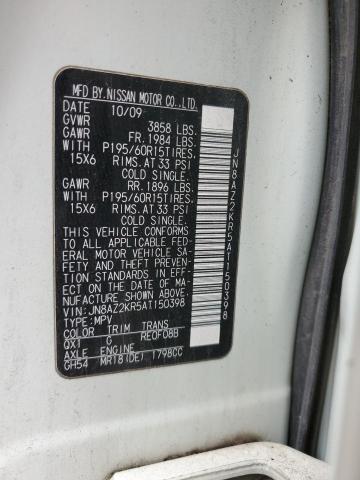 MFD BY NISSAN MOTOR CO.,LTD.
DATE 10/09
GVWR 3858 LBS.
GAWR FR. 1984 LBS.
WITH P195/60R15TIRES,
15X6 RIMS. AT 33 PSI
COLD SINGLE.
GAWR RR. 1896 LBS.
WITH P195/60R15TIRES,
15X6 RIMS. AT 33 PSI
COLD SINGLE.
THIS VEHICLE CONFORMS
TO ALL APPLICABLE FED-
ERAL MOTOR VEHICLE SA-
FETY AND THEFT PREVEN-
TION STANDARDS IN EFF-
ECT ON THE DATE OF MA-
NUFACTURE SHOWN ABOVE.
VIN: JN8AZ2KR5AT150398
TYPE: MPV
COLOR TRIM TRANS
QX1 G RE0F08B
AXLE ENGINE
GH54 MR18(DE) 1798CC
JN8AZ2KR5AT150398